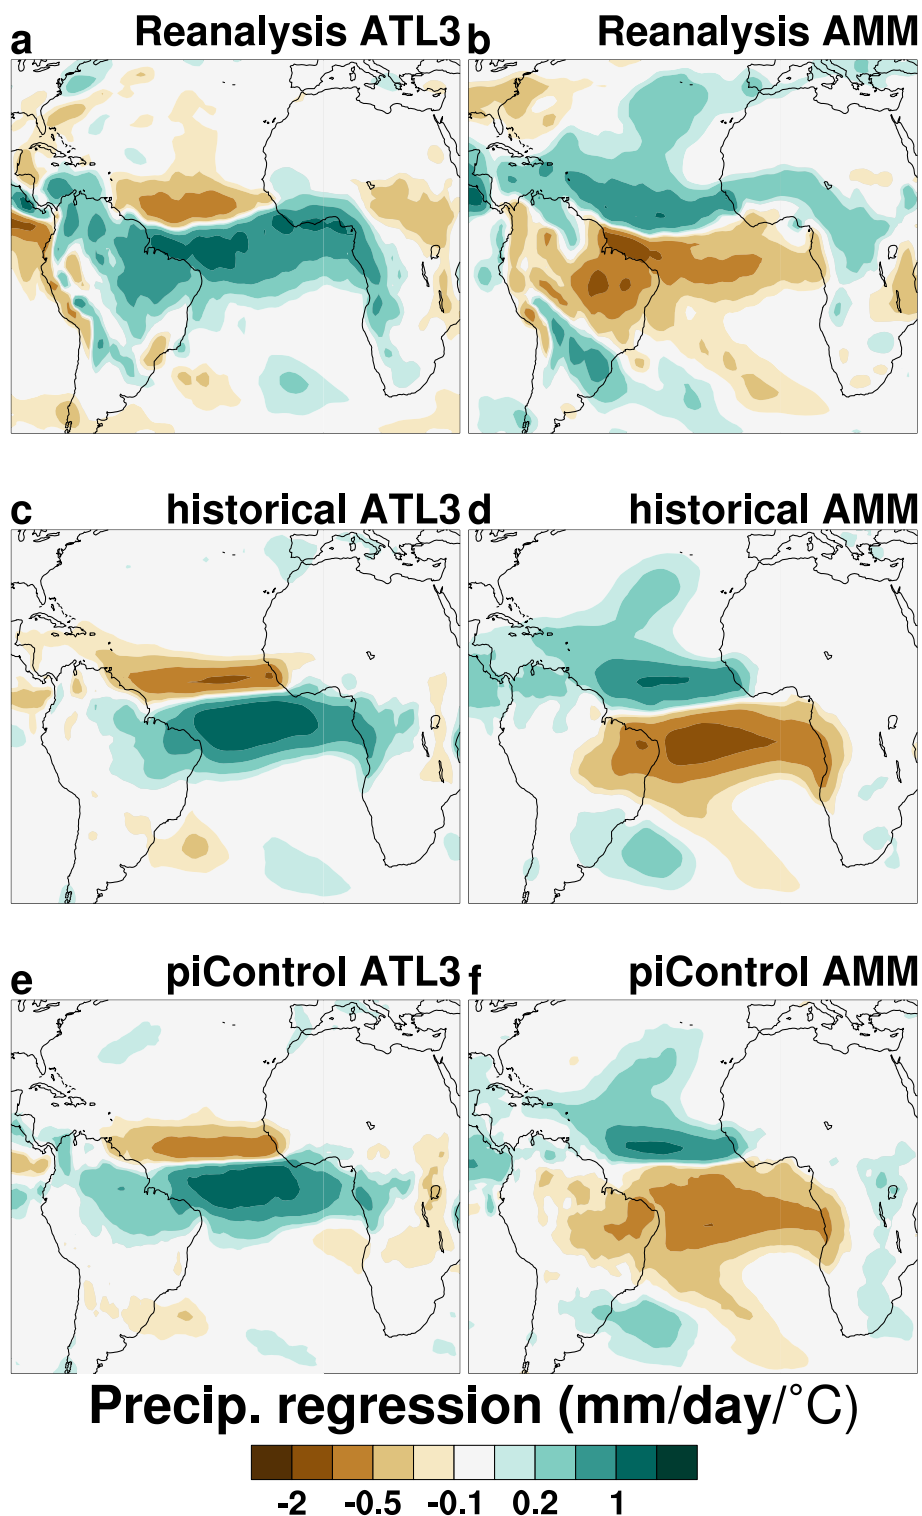 a Reanalysis ATL3
b Reanalysis AMM
c historical ATL3
d historical AMM
e piControl ATL3
f piControl AMM
Precip. regression (mm/day/°C)
-2 -0.5 -0.1 0.2 1